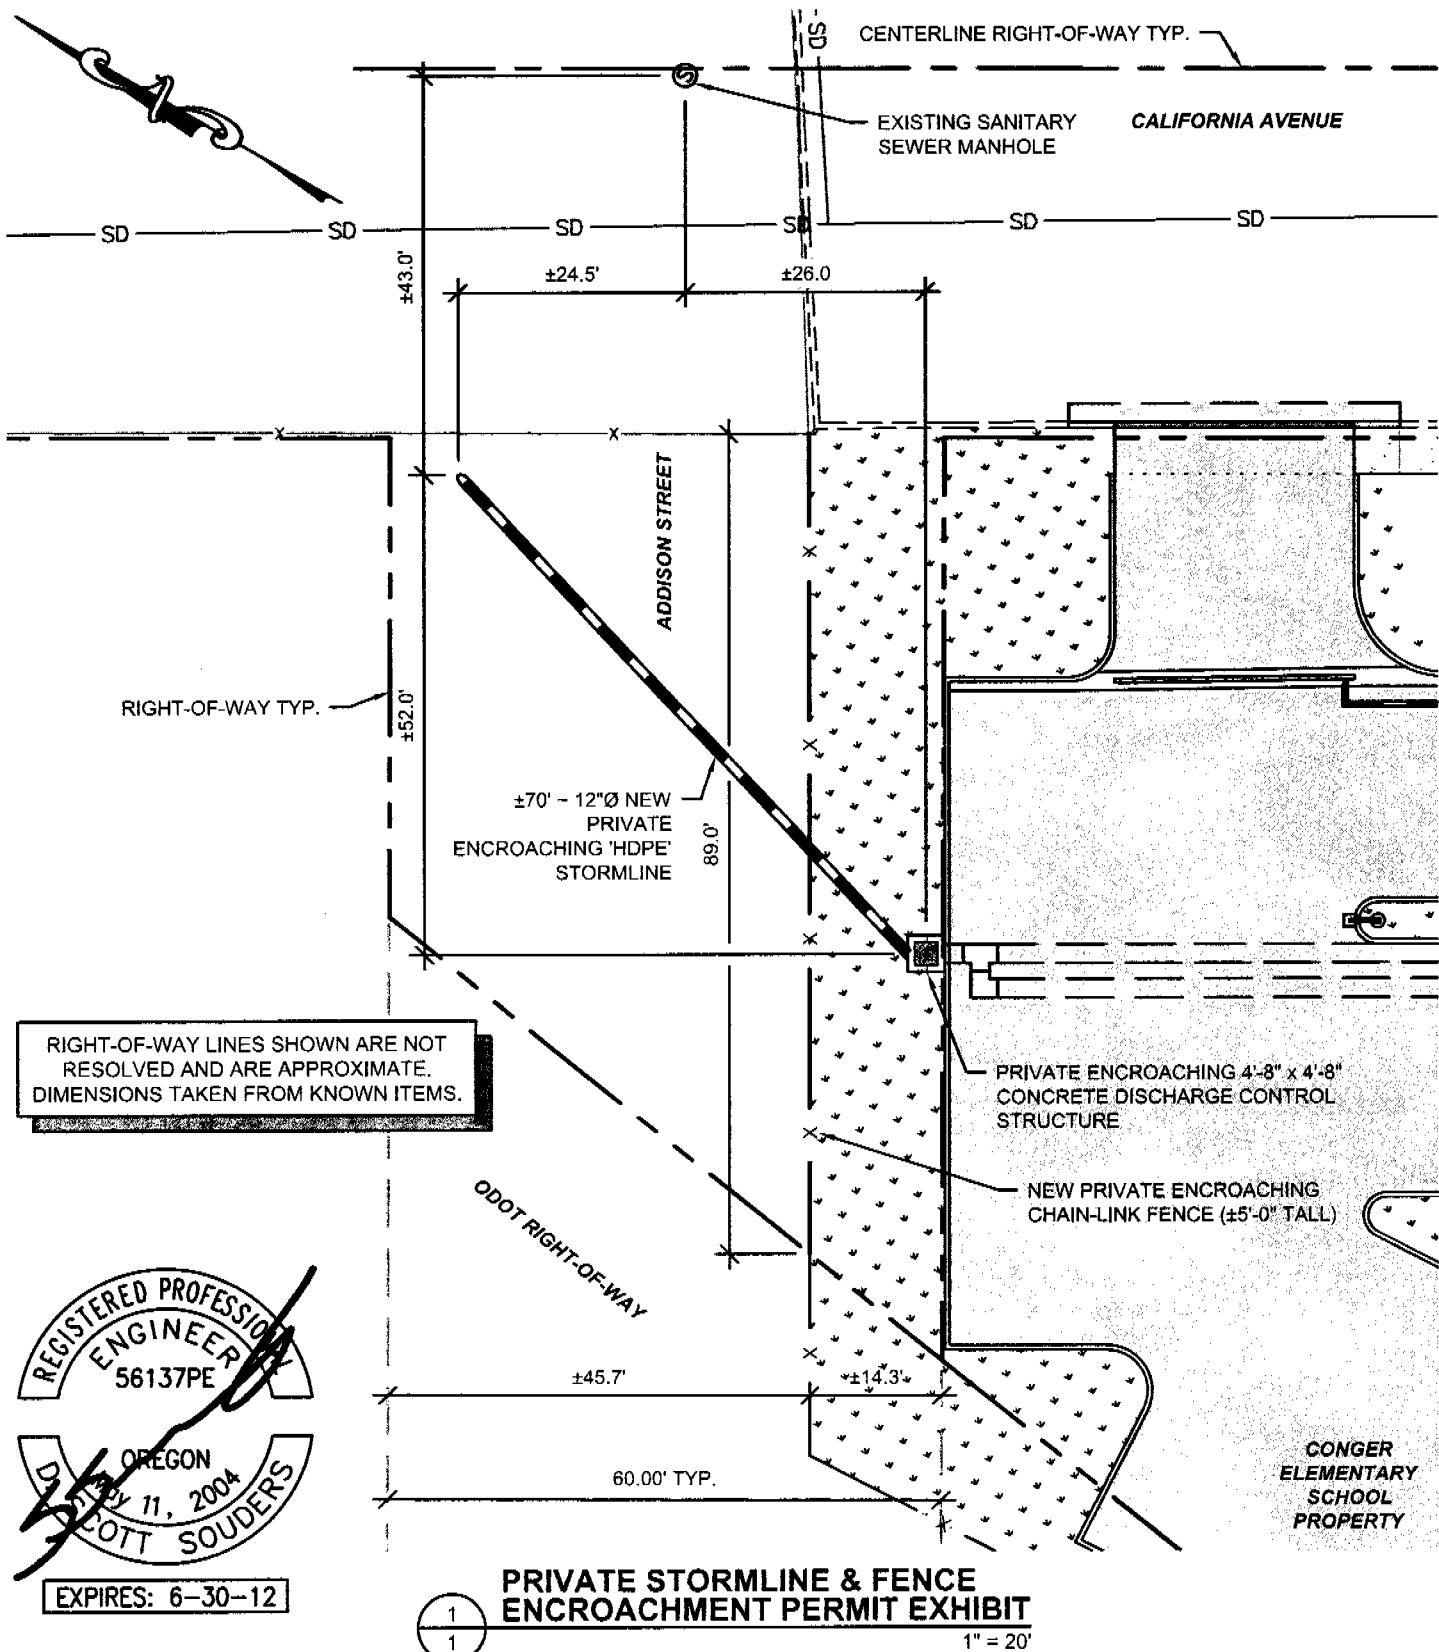 SD
CENTERLINE RIGHT-OF-WAY TYP.
S
EXISTING SANITARY
SEWER MANHOLE
CALIFORNIA AVENUE
SD
SD
SD
SD
SD
SD
±43.0'
±24.5'
±26.0
X
X
ADDISON STREET
X
RIGHT-OF-WAY TYP.
±52.0'
X
±70' ~ 12"Ø NEW
PRIVATE
ENCROACHING 'HDPE'
STORMLINE
89.0'
X
RIGHT-OF-WAY LINES SHOWN ARE NOT
RESOLVED AND ARE APPROXIMATE.
DIMENSIONS TAKEN FROM KNOWN ITEMS.
PRIVATE ENCROACHING 4'-8" x 4'-8"
CONCRETE DISCHARGE CONTROL
STRUCTURE
X
NEW PRIVATE ENCROACHING
CHAIN-LINK FENCE (±5'-0" TALL)
ODOT RIGHT-OF-WAY
REGISTERED PROFESSIONAL
ENGINEER
56137PE
OREGON
May 11, 2004
SCOTT SOUDERS
EXPIRES: 6-30-12
X
±45.7'
±14.3'
60.00' TYP.
CONGER
ELEMENTARY
SCHOOL
PROPERTY
1
1
PRIVATE STORMLINE & FENCE
ENCROACHMENT PERMIT EXHIBIT
1" = 20'